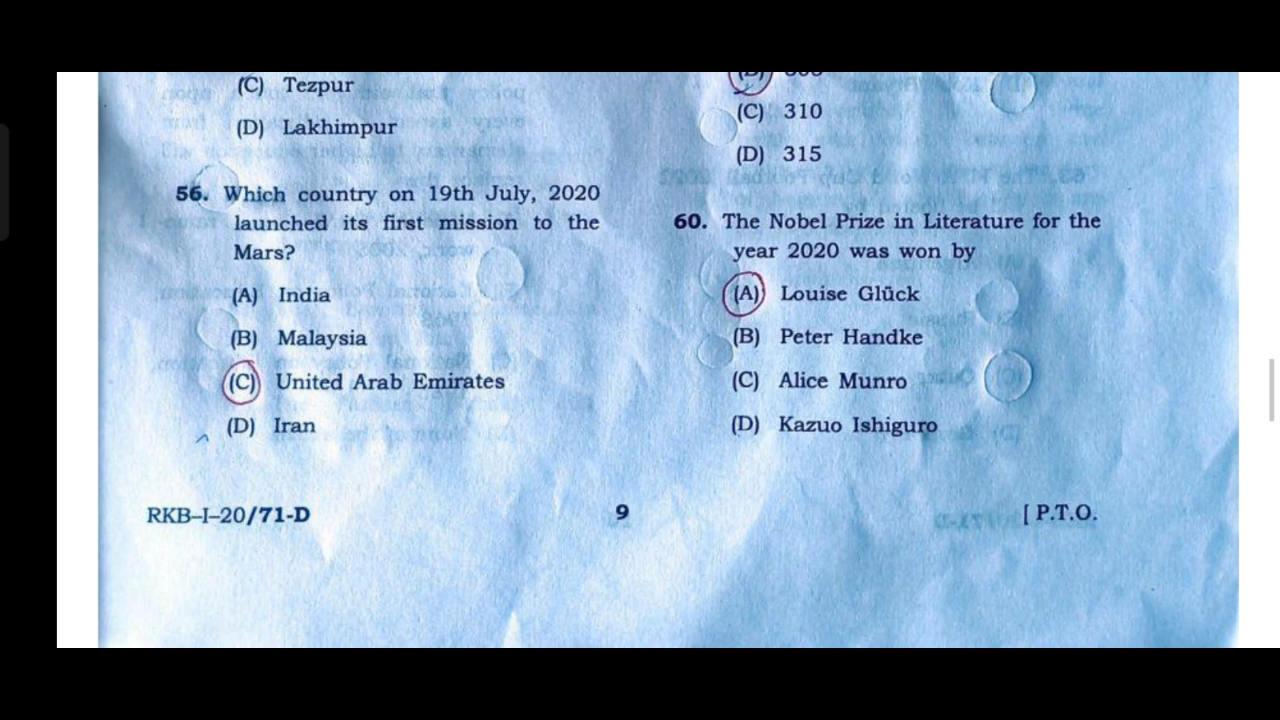 (C) Tezpur
(D) Lakhimpur
56. Which country on 19th July, 2020
launched its first mission to the
Mars?
(A) India
(B) Malaysia
(C) United Arab Emirates
(D) Iran
(C) 310
(D) 315
60. The Nobel Prize in Literature for the
year 2020 was won by
(A) Louise Glück
(B) Peter Handke
(C) Alice Munro
(D) Kazuo Ishiguro
RKB–I–20/71-D
9
[ P.T.O.